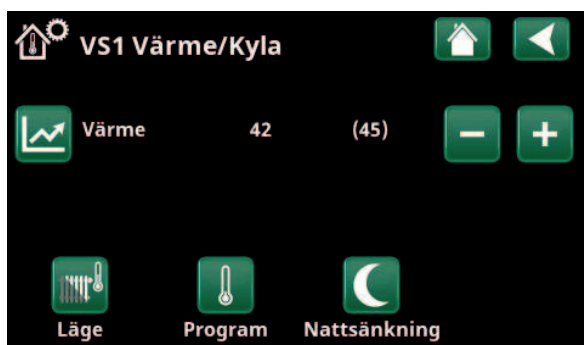 VS1 Värme/Kyla
Värme 42 (45)
Läge Program Nattsänkning